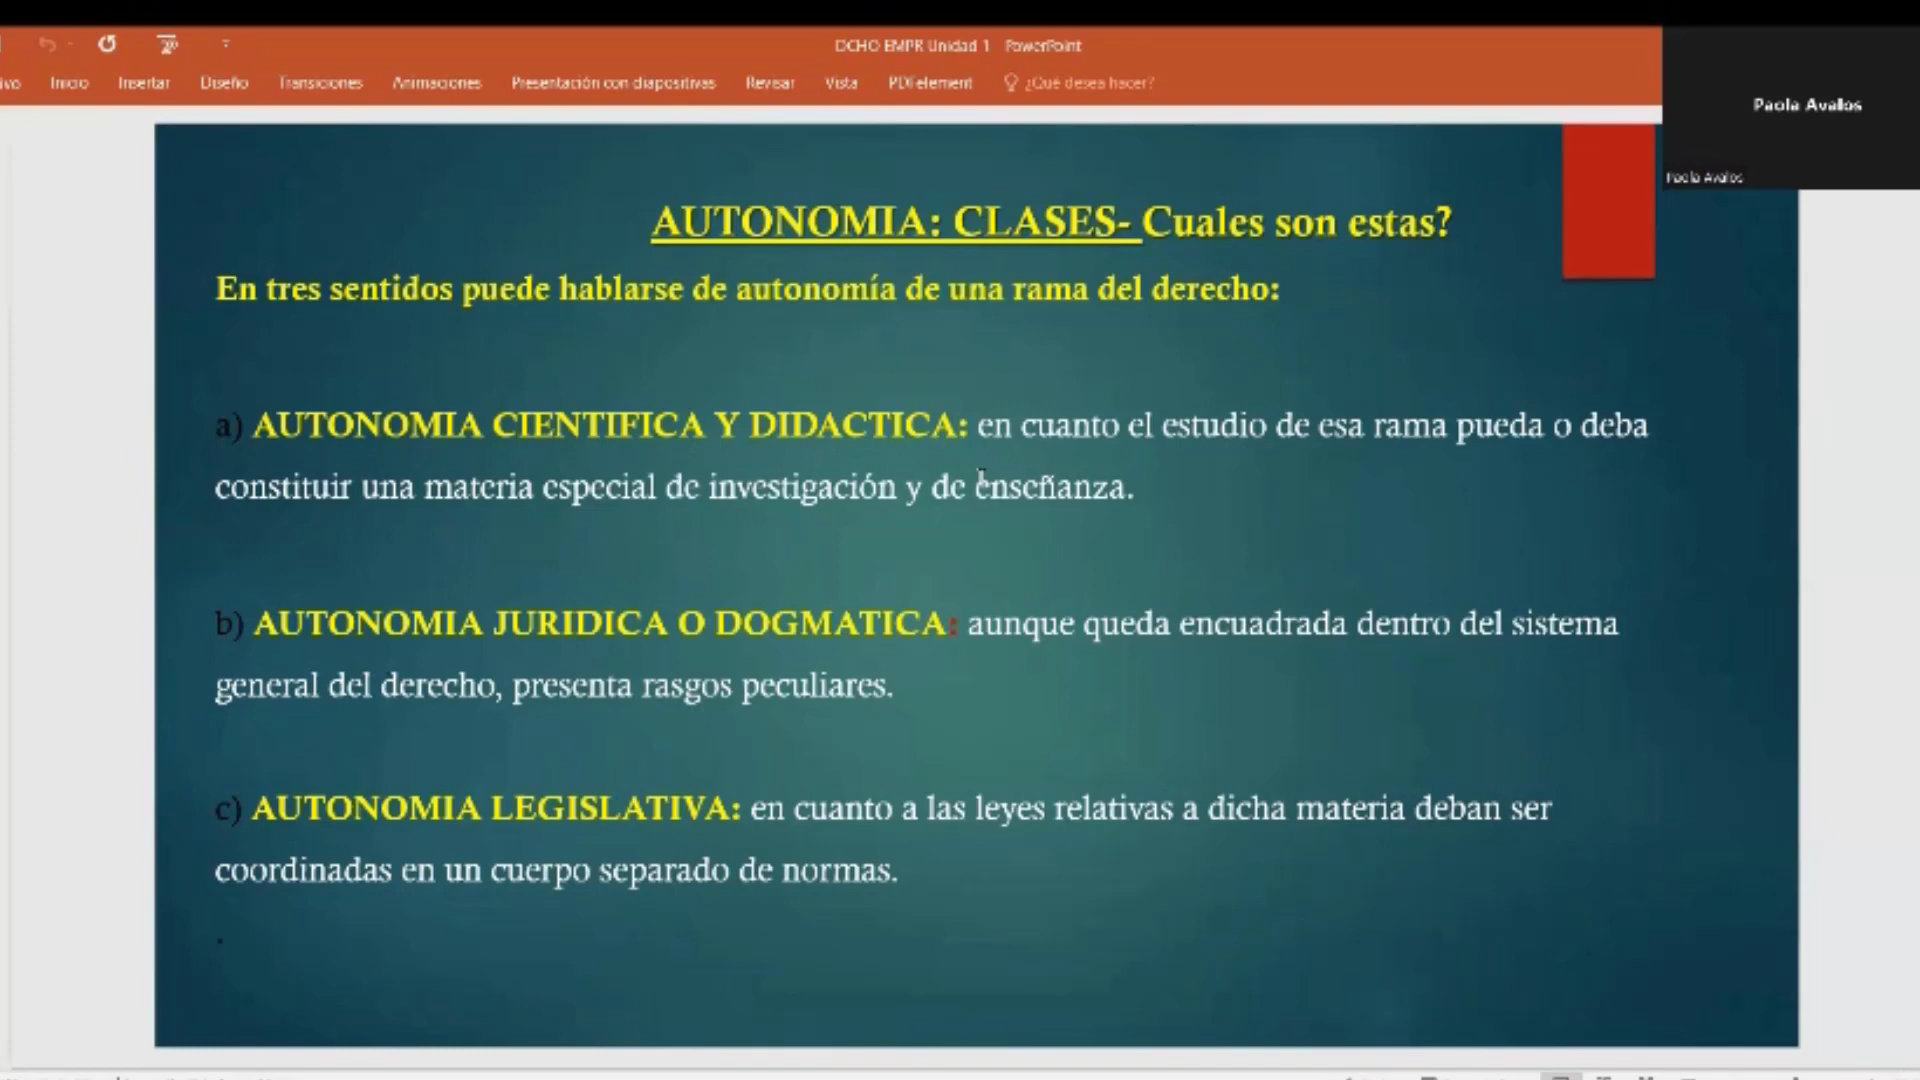 DCHO EMPR Unidad 1 PowerPoint
Inicio Insertar Diseño Transiciones Animaciones Presentación con diapositivas Revisar Vista PDFelement ¿Qué desea hacer?
Paola Avalos
Paola Avalos
AUTONOMIA: CLASES- Cuales son estas?
En tres sentidos puede hablarse de autonomía de una rama del derecho:
a) AUTONOMIA CIENTIFICA Y DIDACTICA: en cuanto el estudio de esa rama pueda o deba
constituir una materia especial de investigación y de enseñanza.
b) AUTONOMIA JURIDICA O DOGMATICA: aunque queda encuadrada dentro del sistema
general del derecho, presenta rasgos peculiares.
c) AUTONOMIA LEGISLATIVA: en cuanto a las leyes relativas a dicha materia deban ser
coordinadas en un cuerpo separado de normas.
.